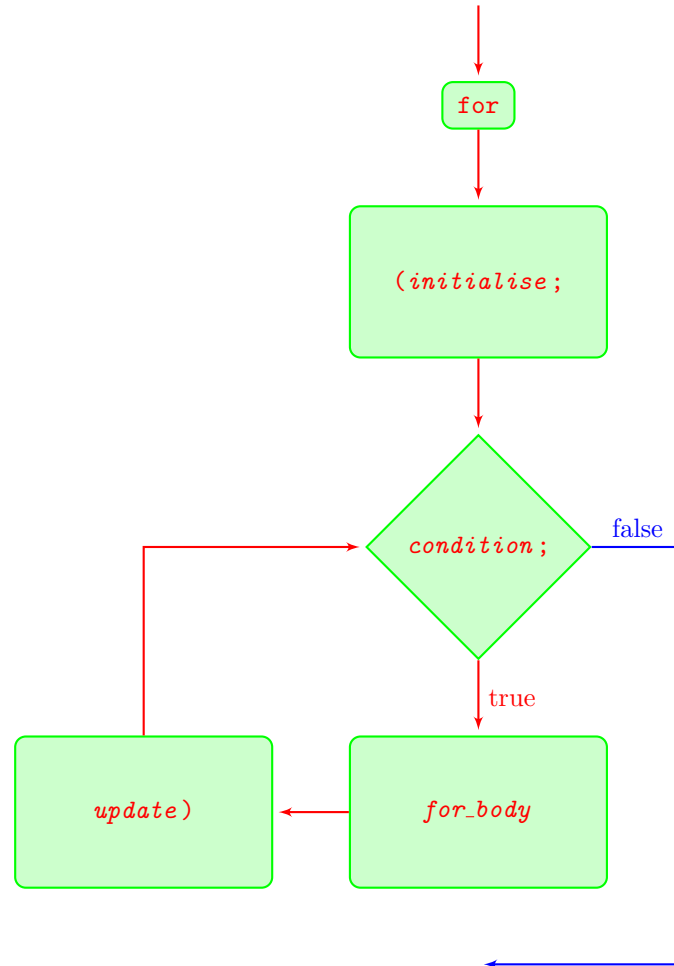 for
(initialise;
condition;
false
true
update)
for_body